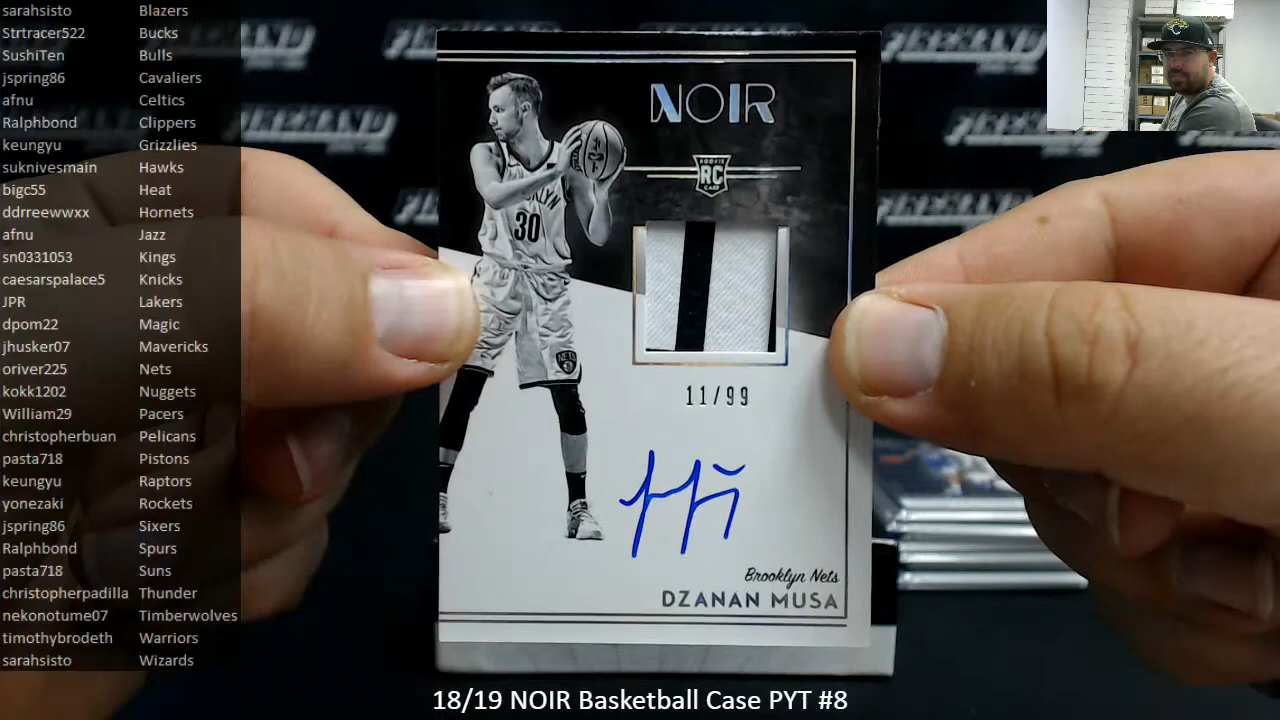 sarahsisto Blazers
Strtracer522 Bucks
SushiTen Bulls
jspring86 Cavaliers
afnu Celtics
Ralphbond Clippers
keungyu Grizzlies
suknivesmain Hawks
bigc55 Heat
ddrreewwxx Hornets
afnu Jazz
sn0331053 Kings
caesarspalace5 Knicks
JPR Lakers
dpom22 Magic
jhusker07 Mavericks
oriver225 Nets
kokk1202 Nuggets
William29 Pacers
christopherbuan Pelicans
pasta718 Pistons
keungyu Raptors
yonezaki Rockets
jspring86 Sixers
Ralphbond Spurs
pasta718 Suns
christopherpadilla Thunder
nekonotume07 Timberwolves
timothybrodeth Warriors
sarahsisto Wizards
NOIR
ROOKIE
RC
CARD
30
NETS
11/99
Brooklyn Nets
DZANAN MUSA
FIREHAND
18/19 NOIR Basketball Case PYT #8